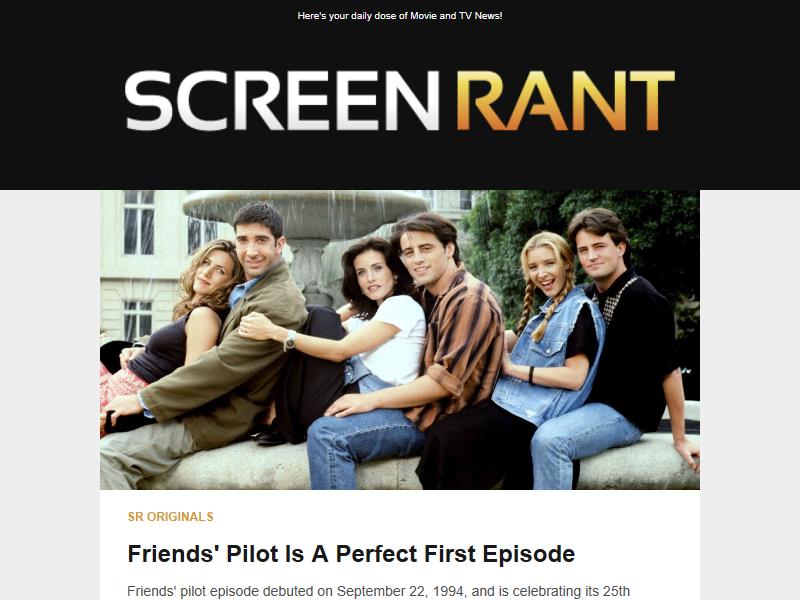 Here's your daily dose of Movie and TV News!
SCREEN RANT
SR ORIGINALS
Friends' Pilot Is A Perfect First Episode
Friends' pilot episode debuted on September 22, 1994, and is celebrating its 25th